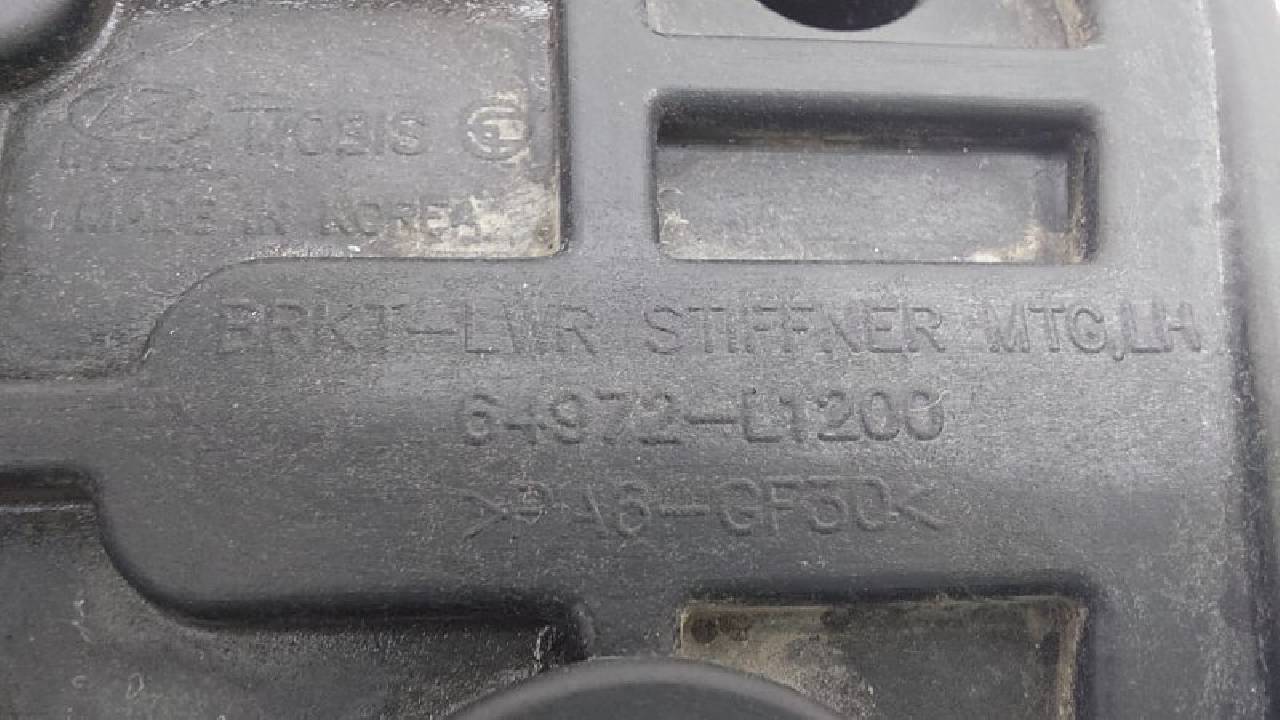 MOBIS
MADE IN KOREA
BRKT-LWR STIFFNER MTG,LH
64972-L1200
>PA6-GF30<